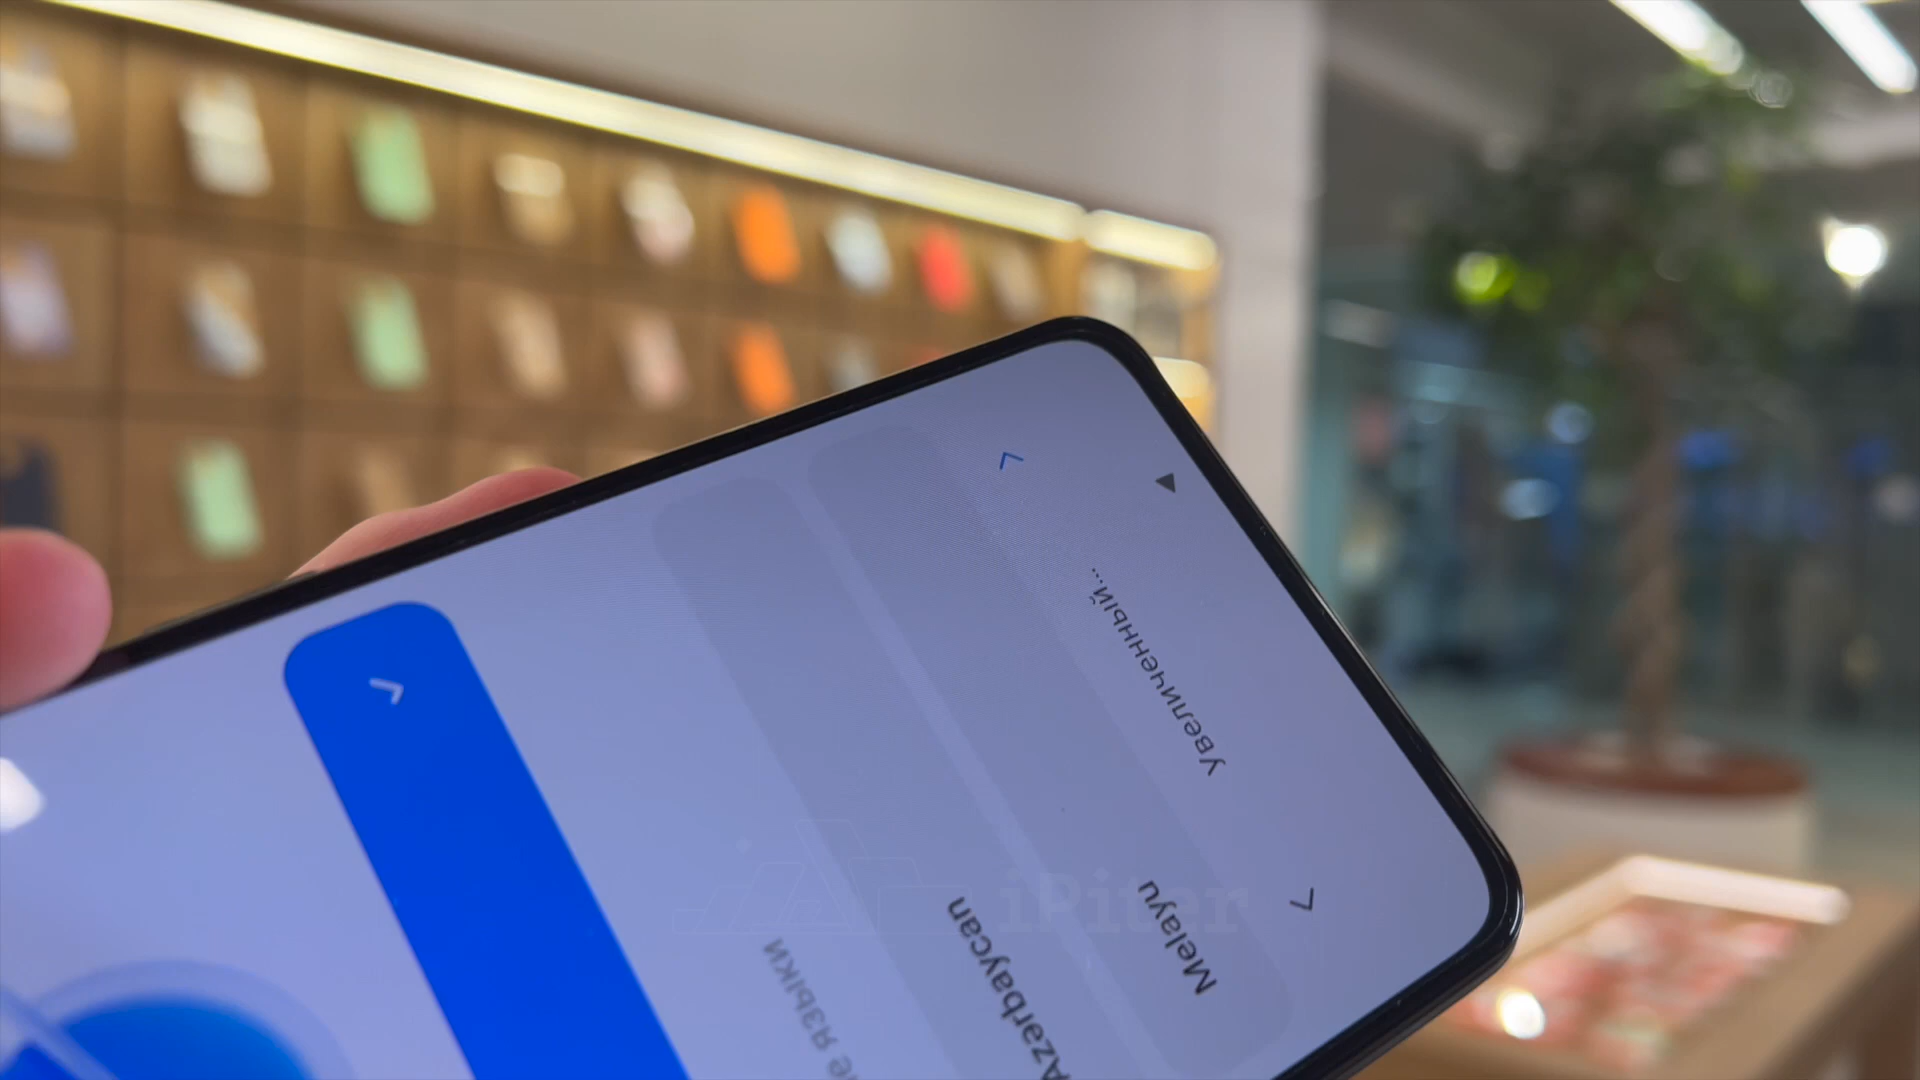 е языки
Azərbaycan
Melayu
Увеличенный...
iPiter